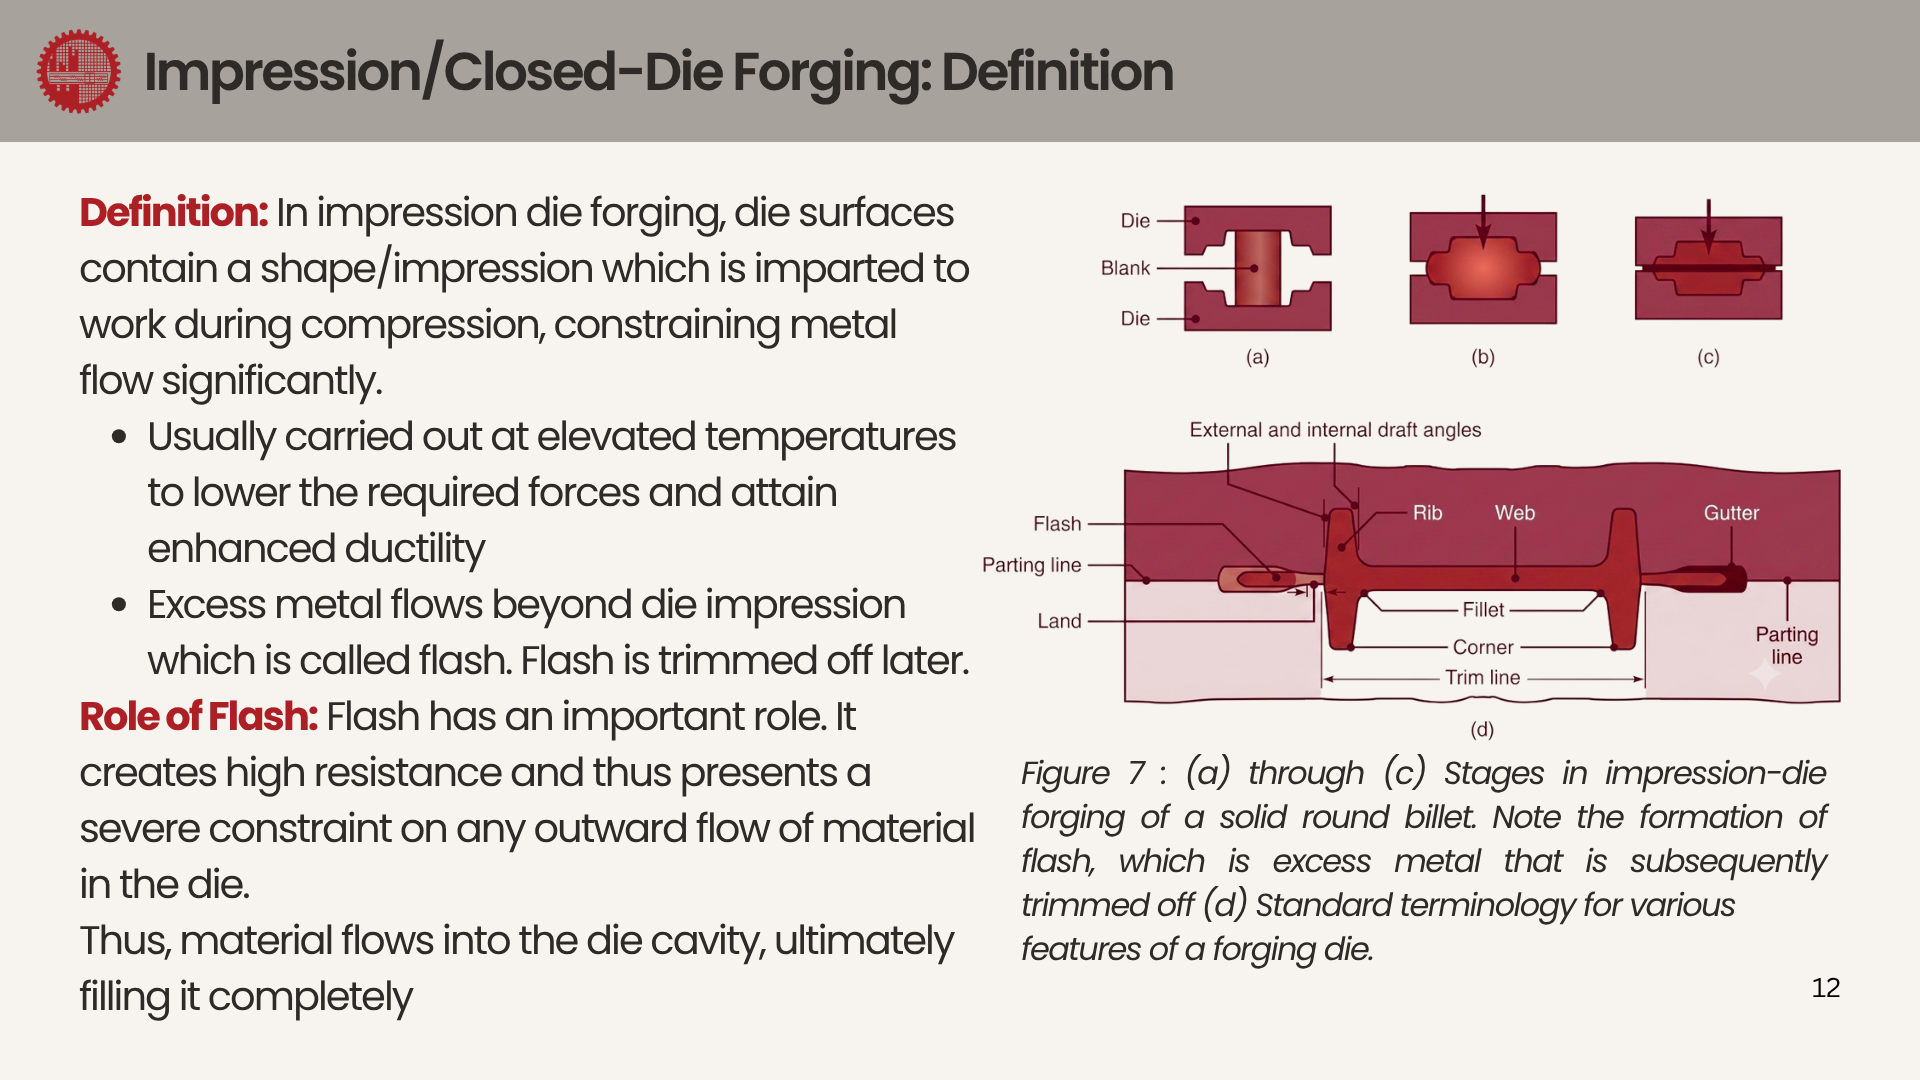 Impression/Closed-Die Forging: Definition
Definition: In impression die forging, die surfaces
contain a shape/impression which is imparted to
work during compression, constraining metal
flow significantly.
• Usually carried out at elevated temperatures
to lower the required forces and attain
enhanced ductility
• Excess metal flows beyond die impression
which is called flash. Flash is trimmed off later.
Role of Flash: Flash has an important role. It
creates high resistance and thus presents a
severe constraint on any outward flow of material
in the die.
Thus, material flows into the die cavity, ultimately
filling it completely
Die
Blank
Die
(a)
(b)
(c)
External and internal draft angles
Flash
Rib
Web
Gutter
Parting line
Land
Fillet
Corner
Parting
line
Trim line
(d)
Figure 7 : (a) through (c) Stages in impression-die
forging of a solid round billet. Note the formation of
flash, which is excess metal that is subsequently
trimmed off (d) Standard terminology for various
features of a forging die.
12